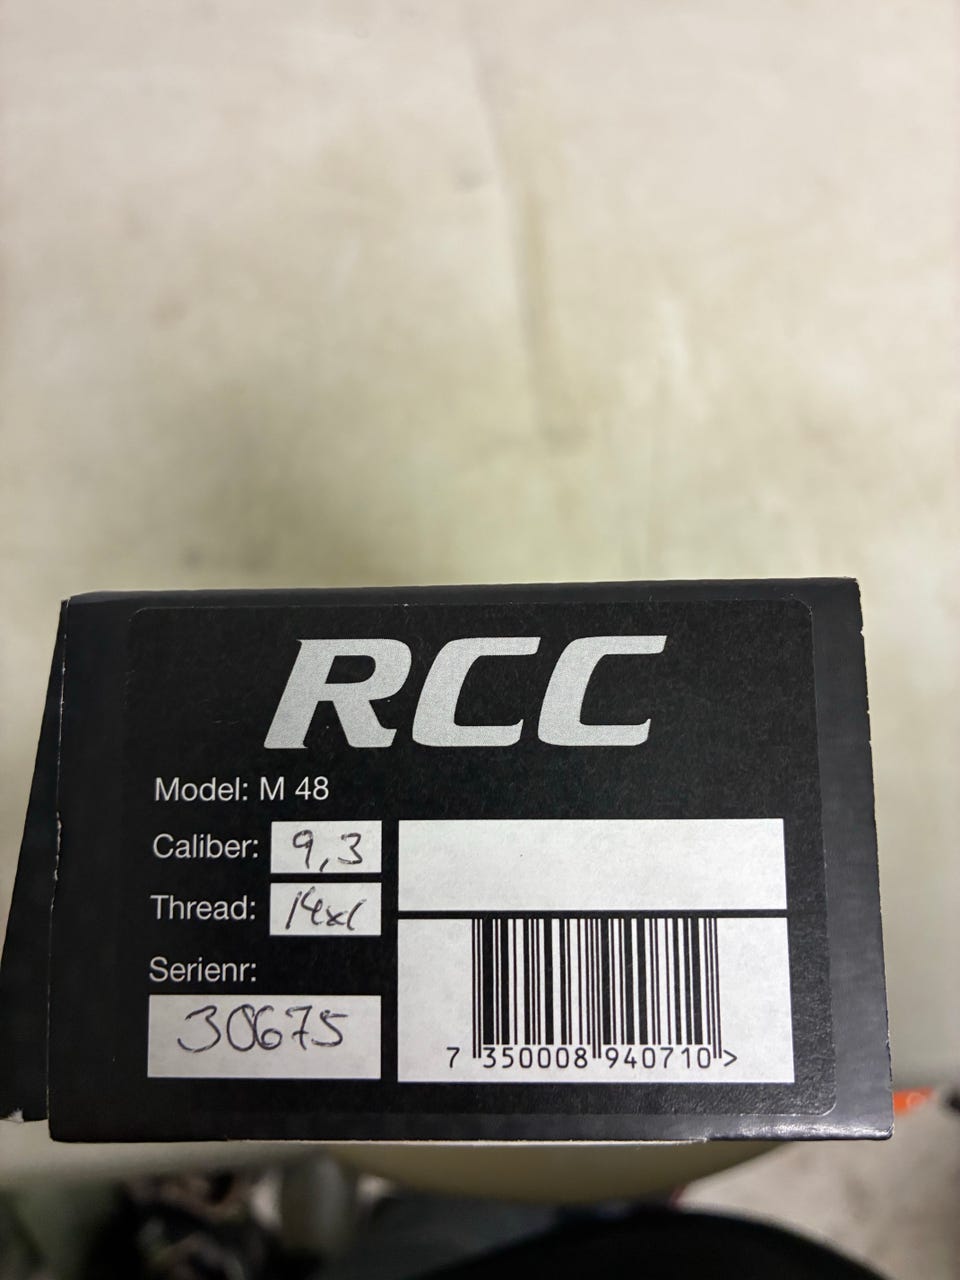 RCC
Model: M 48
Caliber: 9,3
Thread: 14x1
Serienr:
30675
7 350008 940710 >